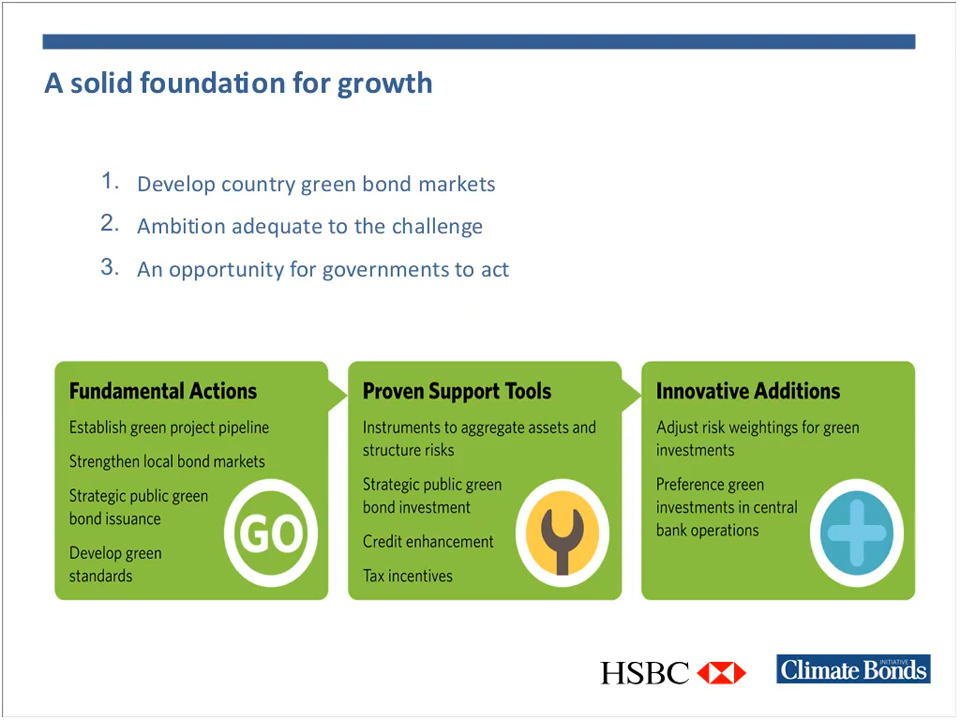 A solid foundation for growth
1. Develop country green bond markets
2. Ambition adequate to the challenge
3. An opportunity for governments to act
Fundamental Actions
Establish green project pipeline
Strengthen local bond markets
Strategic public green
bond issuance
Develop green
standards
GO
Proven Support Tools
Instruments to aggregate assets and
structure risks
Strategic public green
bond investment
Credit enhancement
Tax incentives
Innovative Additions
Adjust risk weightings for green
investments
Preference green
investments in central
bank operations
HSBC
Climate Bonds
INITIATIVE